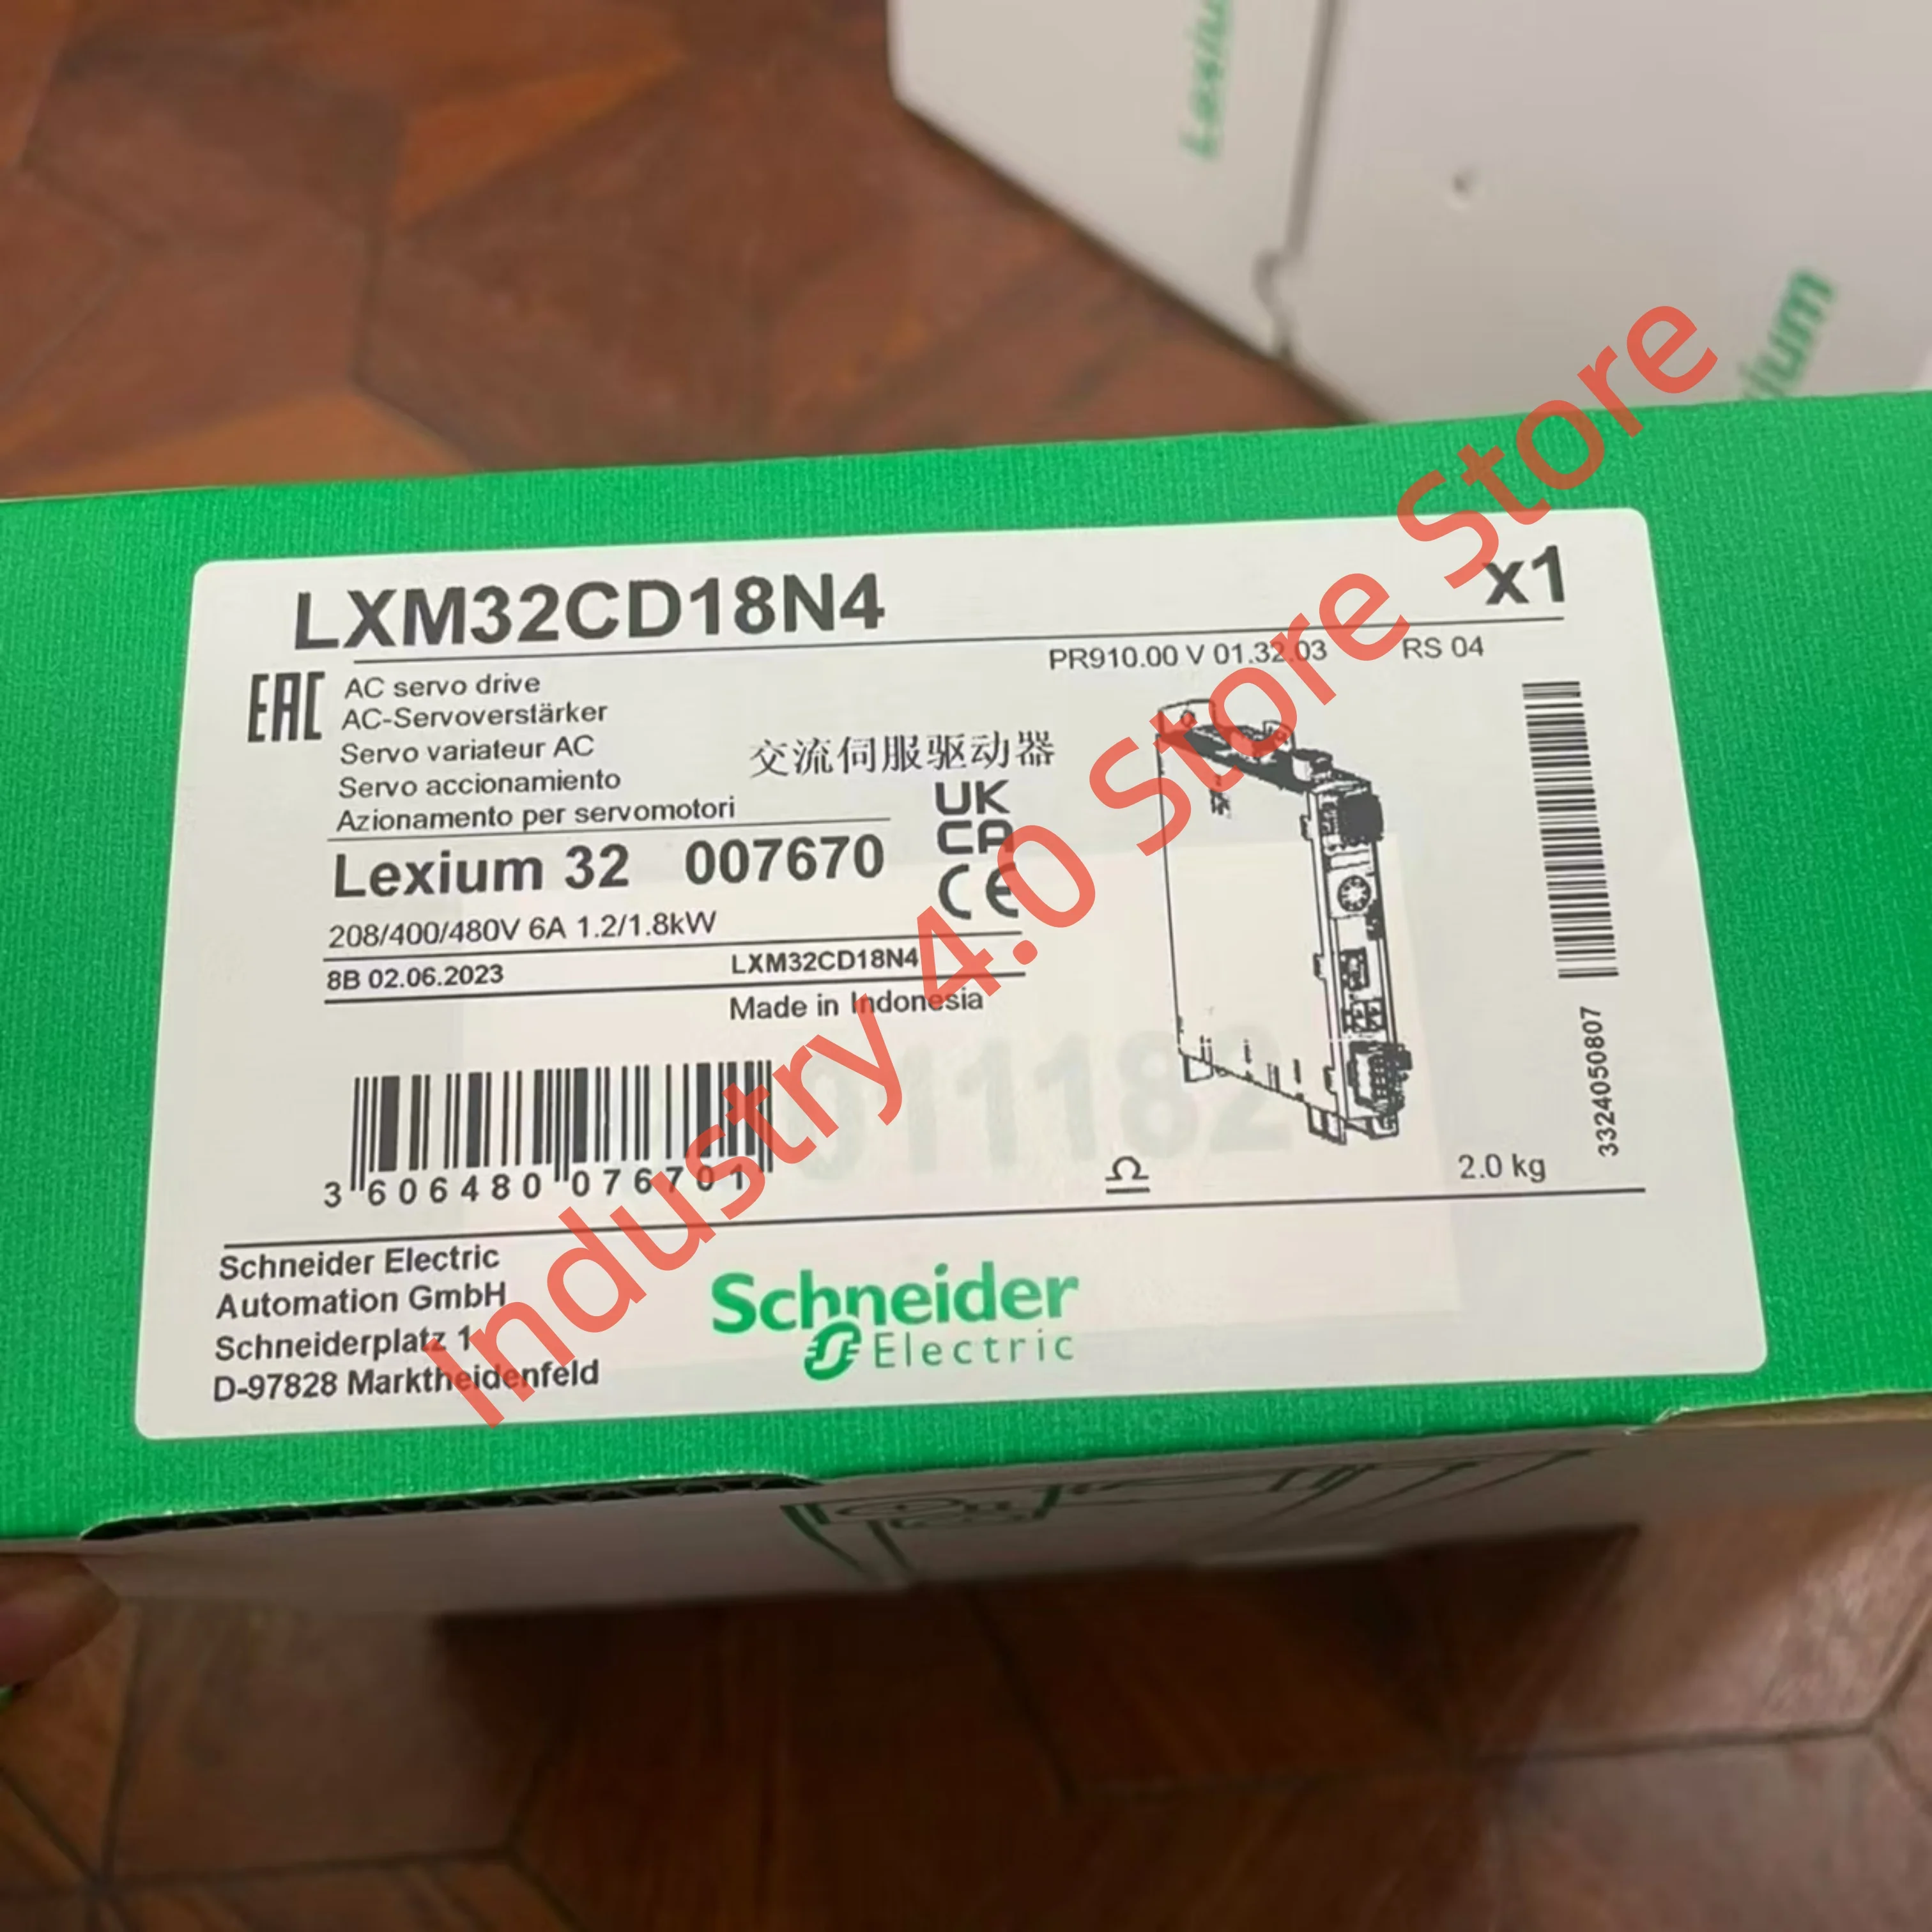 Lexium
LXM32CD18N4 x1
PR910.00 V 01.32.03 RS 04
EAC
AC servo drive
AC-Servoverstärker
Servo variateur AC
Servo accionamiento
Azionamento per servomotori
交流伺服驱动器
UK
CA
CE
Lexium 32 007670
208/400/480V 6A 1.2/1.8kW
8B 02.06.2023 LXM32CD18N4
Made in Indonesia
011182
3 606480 076701
3324050807
2.0 kg
Schneider Electric
Automation GmbH
Schneiderplatz 1
D-97828 Marktheidenfeld
Schneider
Electric
Industry 4.0 Store Store